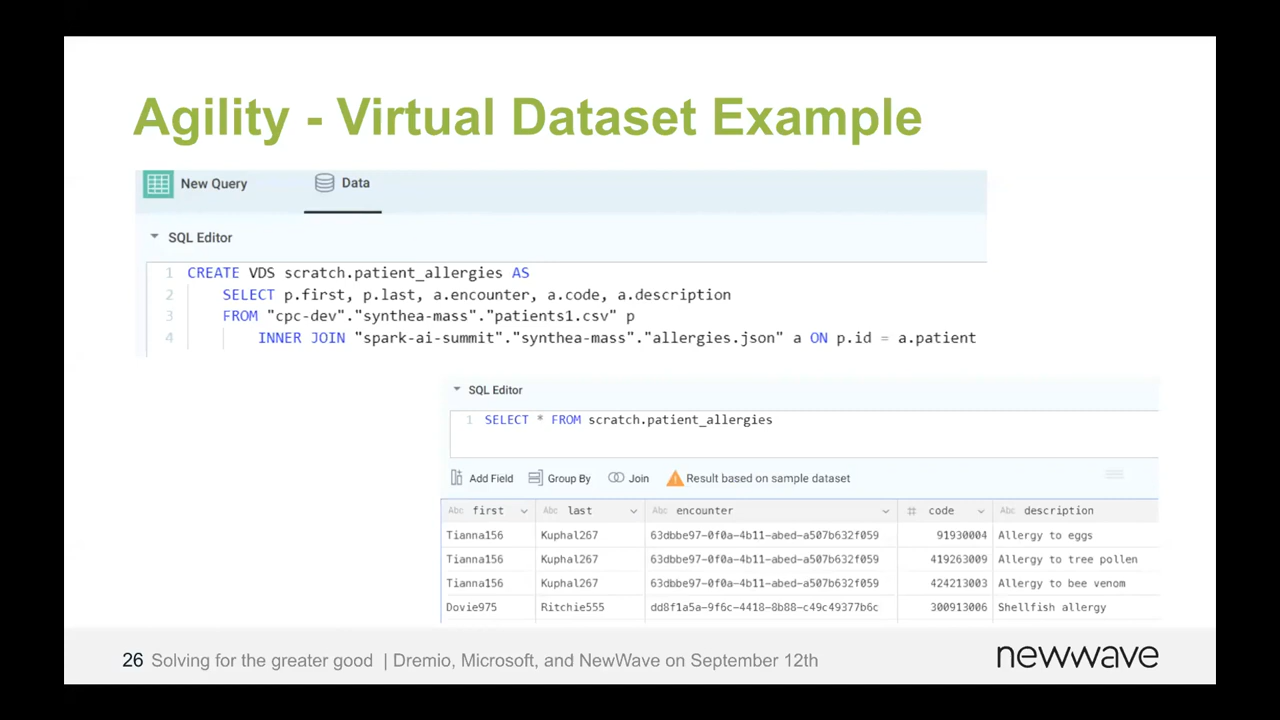 Agility - Virtual Dataset Example
New Query Data
SQL Editor
1 CREATE VDS scratch.patient_allergies AS
2 SELECT p.first, p.last, a.encounter, a.code, a.description
3 FROM "cpc-dev"."synthea-mass"."patients1.csv" p
4 INNER JOIN "spark-ai-summit"."synthea-mass"."allergies.json" a ON p.id = a.patient
SQL Editor
1 SELECT * FROM scratch.patient_allergies
Add Field Group By Join Result based on sample dataset
Abc first Abc last Abc encounter # code Abc description
Tianna156 Kuphal267 63dbbe97-0f0a-4b11-abed-a507b632f059 91930004 Allergy to eggs
Tianna156 Kuphal267 63dbbe97-0f0a-4b11-abed-a507b632f059 419263009 Allergy to tree pollen
Tianna156 Kuphal267 63dbbe97-0f0a-4b11-abed-a507b632f059 424213003 Allergy to bee venom
Dovie975 Ritchie555 dd8f1a5a-9f6c-4418-8b88-c49c49377b6c 300913006 Shellfish allergy
26 Solving for the greater good | Dremio, Microsoft, and NewWave on September 12th
newwave